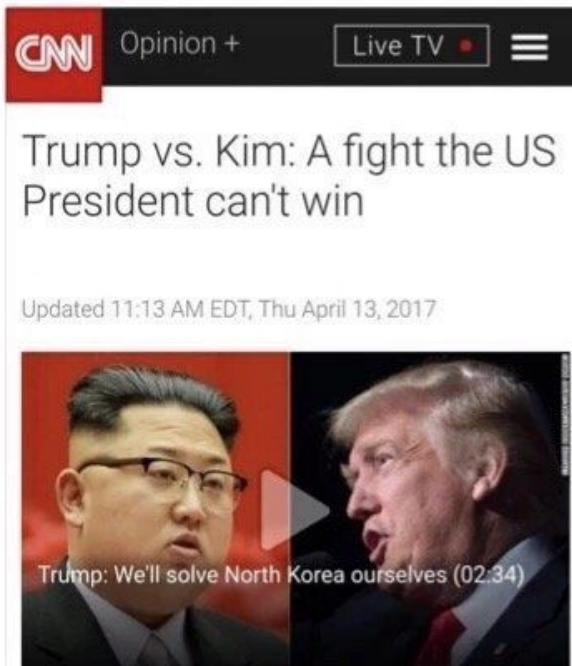 CNN Opinion + Live TV
Trump vs. Kim: A fight the US
President can't win
Updated 11:13 AM EDT, Thu April 13, 2017
Trump: We'll solve North Korea ourselves (02:34)